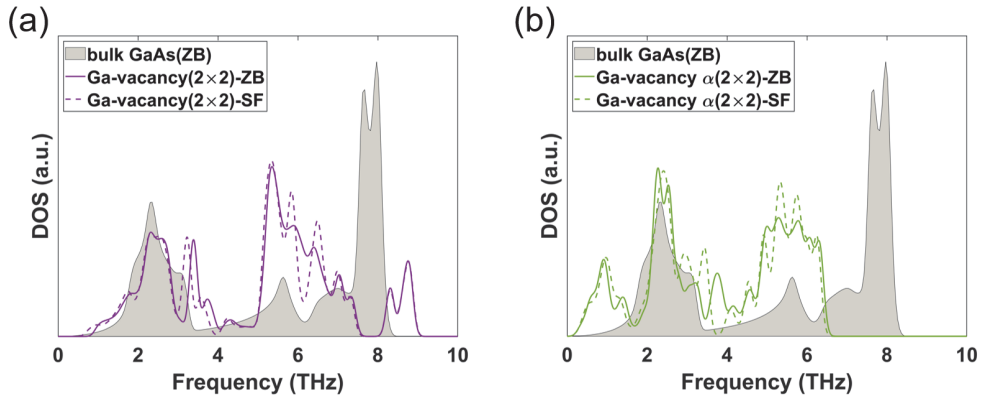 (a)
bulk GaAs(ZB)
Ga-vacancy(2×2)-ZB
Ga-vacancy(2×2)-SF
DOS (a.u.)
0 2 4 6 8 10
Frequency (THz)
(b)
bulk GaAs(ZB)
Ga-vacancy α(2×2)-ZB
Ga-vacancy α(2×2)-SF
DOS (a.u.)
0 2 4 6 8 10
Frequency (THz)